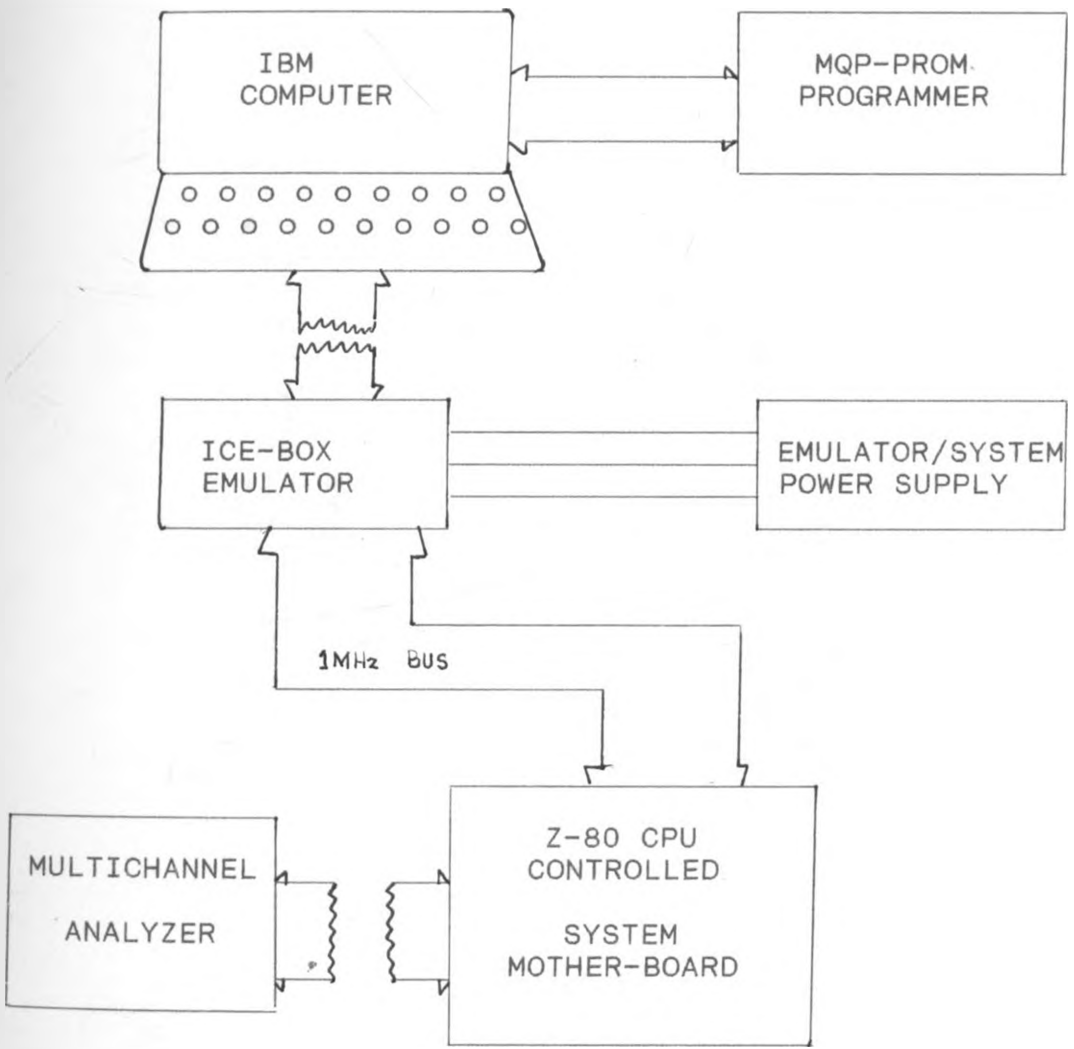 IBM
COMPUTER
MQP-PROM
PROGRAMMER
ICE-BOX
EMULATOR
EMULATOR/SYSTEM
POWER SUPPLY
1MHz BUS
MULTICHANNEL
ANALYZER
Z-80 CPU
CONTROLLED
SYSTEM
MOTHER-BOARD